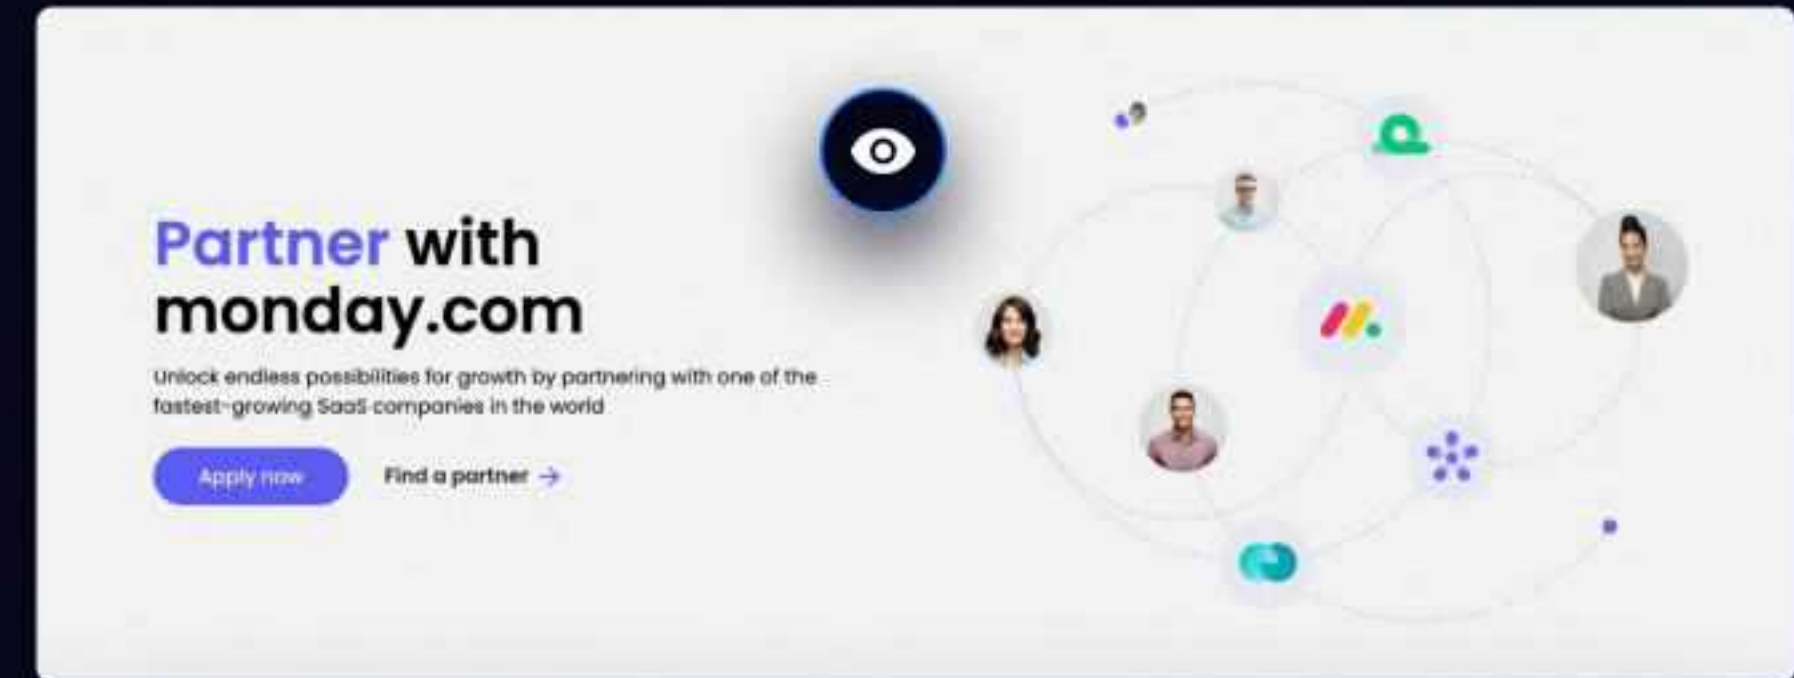 Partner with
monday.com
Unlock endless possibilities for growth by partnering with one of the
fastest-growing SaaS companies in the world
Apply now
Find a partner →